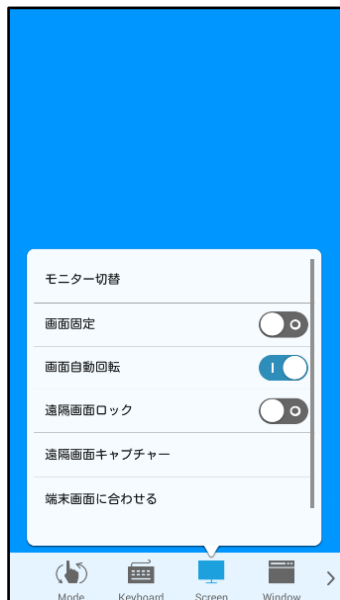 モニター切替
画面固定
画面自動回転
遠隔画面ロック
遠隔画面キャプチャー
端末画面に合わせる
Mode Keyboard Screen Window